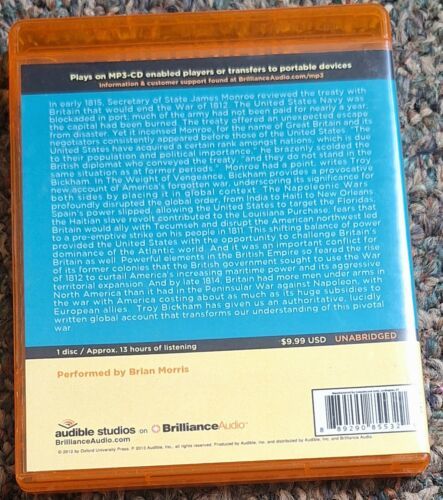 Plays on MP3-CD enabled players or transfers to portable devices
Information & customer support found at BrillianceAudio.com/mp3
In early 1815, Secretary of State James Monroe reviewed the treaty with
Britain that would end the War of 1812. The United States Navy was
blockaded in port, much of the army had not been paid for nearly a year,
the capital had been burned. The treaty offered an unexpected escape
from disaster. Yet it incensed Monroe, for the name of Great Britain and its
negotiators consistently appeared before those of the United States. "The
United States have acquired a certain rank amongst nations, which is due
to their population and political importance," he brazenly scolded the
British diplomat who conveyed the treaty, "and they do not stand in the
same situation as at former periods." Monroe had a point, writes Troy
Bickham. In The Weight of Vengeance, Bickham provides a provocative
new account of America's forgotten war, underscoring its significance for
both sides by placing it in global context. The Napoleonic Wars
profoundly disrupted the global order, from India to Haiti to New Orleans.
Spain's power slipped, allowing the United States to target the Floridas;
the Haitian slave revolt contributed to the Louisiana Purchase; fears that
Britain would ally with Tecumseh and disrupt the American northwest led
to a pre-emptive strike on his people in 1811. This shifting balance of power
provided the United States with the opportunity to challenge Britain's
dominance of the Atlantic world. And it was an important conflict for
Britain as well. Powerful elements in the British Empire so feared the rise
of its former colonies that the British government sought to use the War
of 1812 to curtail America's increasing maritime power and its aggressive
territorial expansion. And by late 1814, Britain had more men under arms in
North America than it had in the Peninsular War against Napoleon, with
the war with America costing about as much as its huge subsidies to
European allies. Troy Bickham has given us an authoritative, lucidly
written global account that transforms our understanding of this pivotal
war.
1 disc / Approx. 13 hours of listening
$9.99 USD UNABRIDGED
Performed by Brian Morris
audible studios on BrillianceAudio
BrillianceAudio.com
8 89290 85532